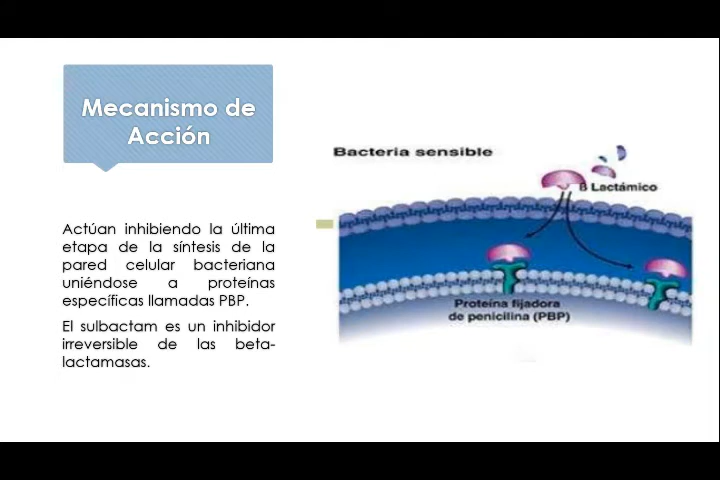 Mecanismo de
Acción
Bacteria sensible
ß Lactámico
Actúan inhibiendo la última
etapa de la síntesis de la
pared celular bacteriana
uniéndose a proteínas
específicas llamadas PBP.
El sulbactam es un inhibidor
irreversible de las beta-
lactamasas.
Proteína fijadora
de penicilina (PBP)